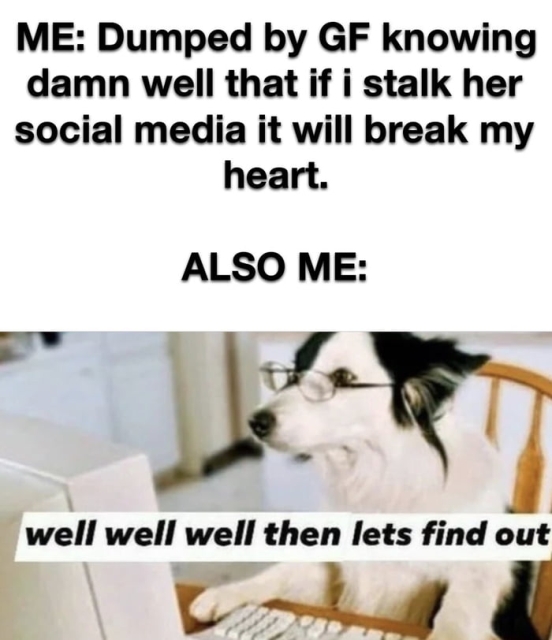 ME: Dumped by GF knowing
damn well that if i stalk her
social media it will break my
heart.
ALSO ME:
well well well then lets find out